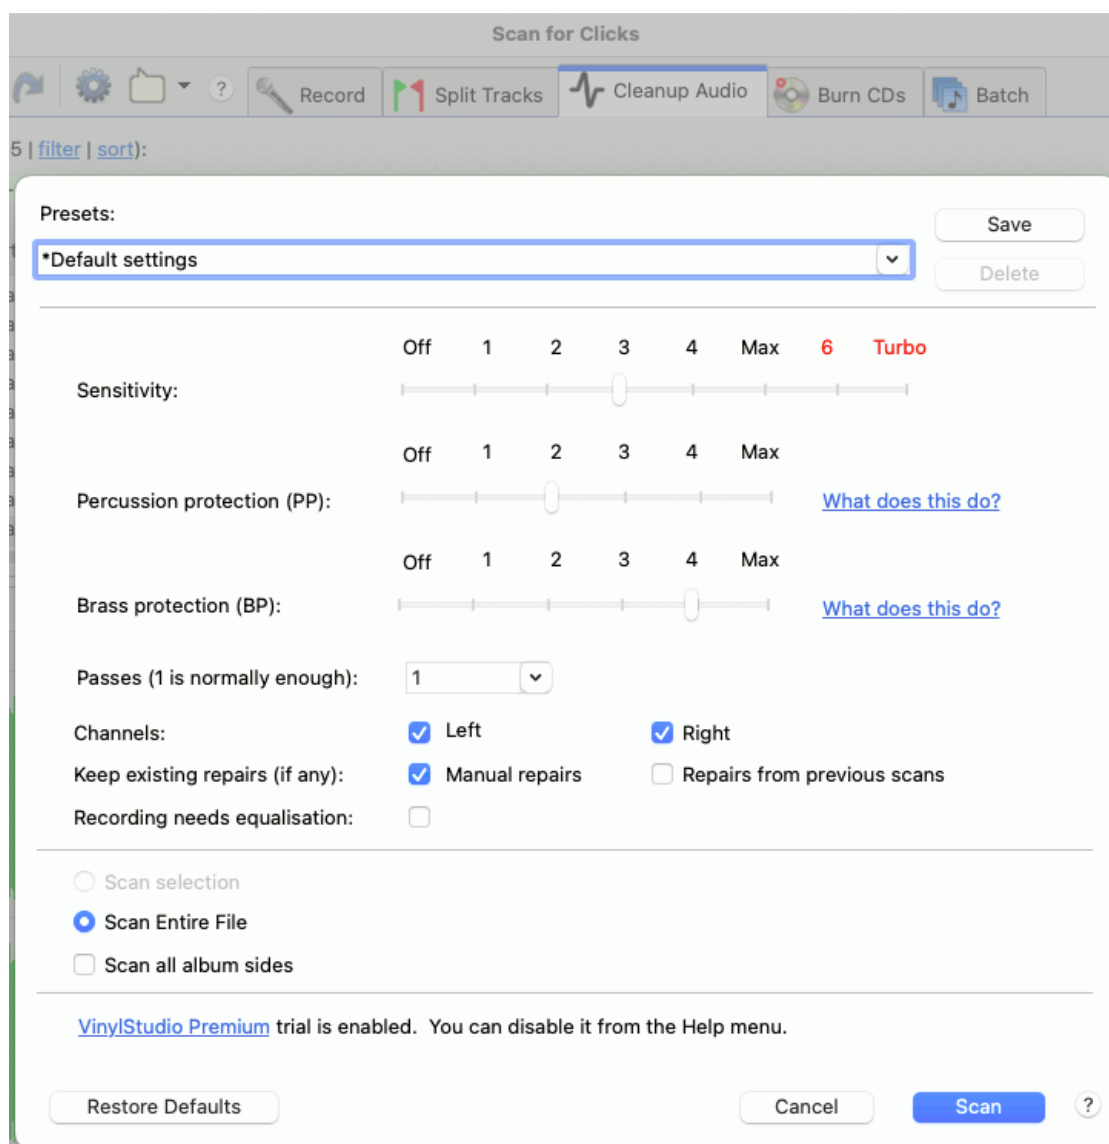 Scan for Clicks
? Record Split Tracks Cleanup Audio Burn CDs Batch
5 | filter | sort):
Presets:
Save
*Default settings
Delete
Off 1 2 3 4 Max 6 Turbo
Sensitivity:
Off 1 2 3 4 Max
Percussion protection (PP): What does this do?
Off 1 2 3 4 Max
Brass protection (BP): What does this do?
Passes (1 is normally enough): 1
Channels: Left Right
Keep existing repairs (if any): Manual repairs Repairs from previous scans
Recording needs equalisation:
Scan selection
Scan Entire File
Scan all album sides
VinylStudio Premium trial is enabled. You can disable it from the Help menu.
Restore Defaults Cancel Scan ?